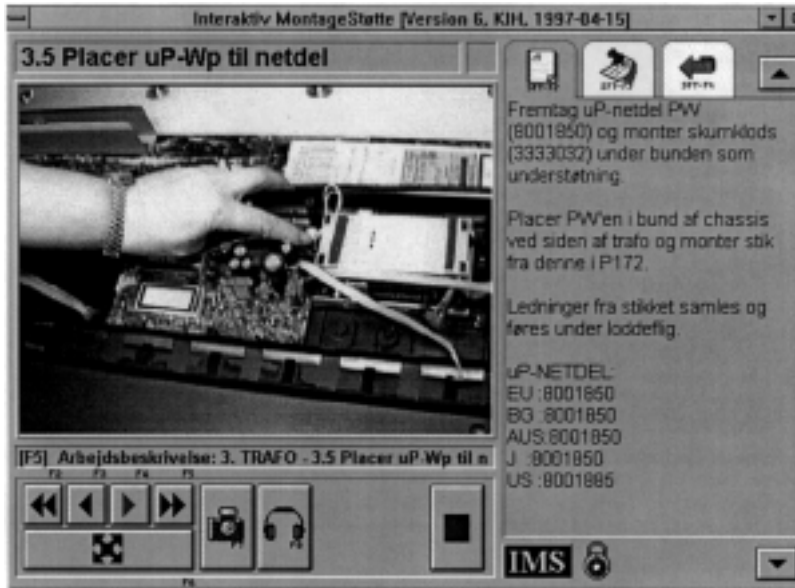 Interaktiv MontageStøtte [Version 6, KIH, 1997-04-15]
3.5 Placer uP-Wp til netdel
Fremtag uP-netdel PW
(8001850) og monter skumklods
(3333032) under bunden som
understøtning.
Placer PW'en i bund af chassis
ved siden af trafo og monter stik
fra denne i P172.
Ledninger fra stikket samles og
føres under loddeflig.
uP-NETDEL:
EU :8001850
BG :8001850
AUS:8001850
J :8001850
US :8001885
[F5] Arbejdsbeskrivelse: 3. TRAFO - 3.5 Placer uP-Wp til n
F2 F3 F4 F5
IMS